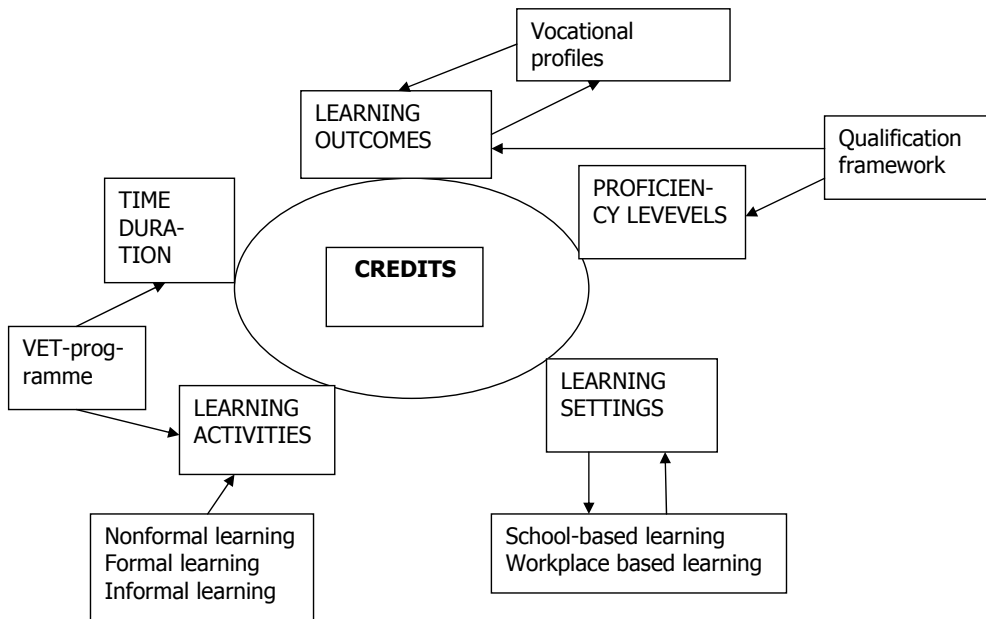 Vocational
profiles
LEARNING
OUTCOMES
Qualification
framework
PROFICIEN-
CY LEVEVELS
TIME
DURA-
TION
CREDITS
VET-prog-
ramme
LEARNING
ACTIVITIES
LEARNING
SETTINGS
Nonformal learning
Formal learning
Informal learning
School-based learning
Workplace based learning